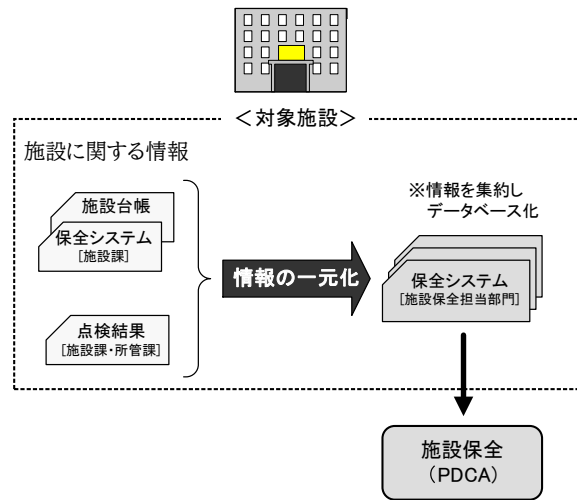 ＜対象施設＞
施設に関する情報
施設台帳
保全システム
[施設課]
点検結果
[施設課・所管課]
情報の一元化
※情報を集約し
データベース化
保全システム
[施設保全担当部門]
施設保全
（PDCA）